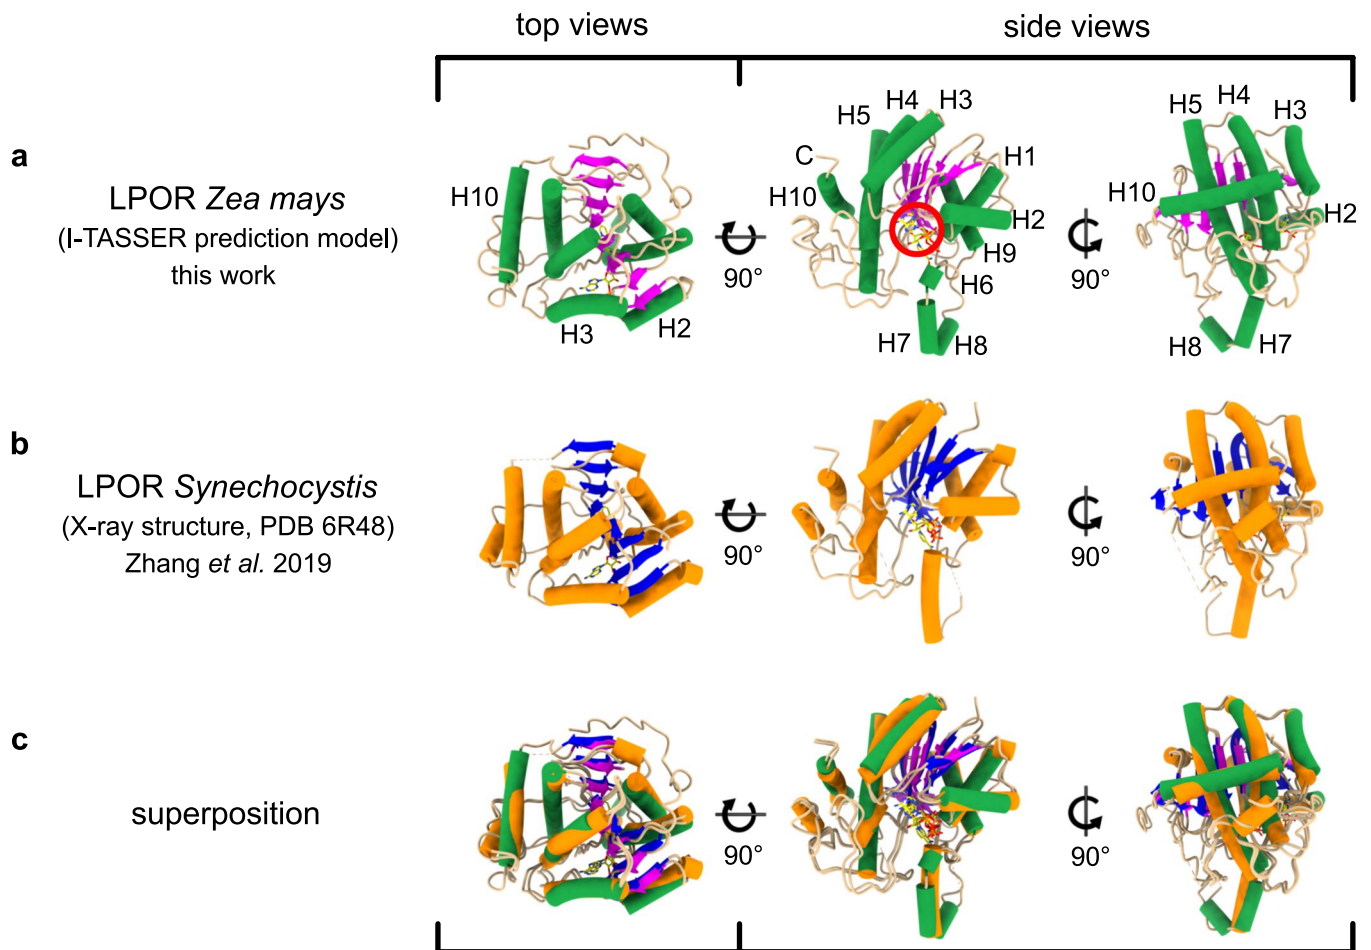 top views
side views
a
LPOR Zea mays
(I-TASSER prediction model)
this work
H10
H3
H2
90°
H5
H4
H3
C
H1
H10
H2
H9
H6
H7
H8
90°
H5
H4
H3
H10
H2
H8
H7
b
LPOR Synechocystis
(X-ray structure, PDB 6R48)
Zhang et al. 2019
90°
90°
c
superposition
90°
90°